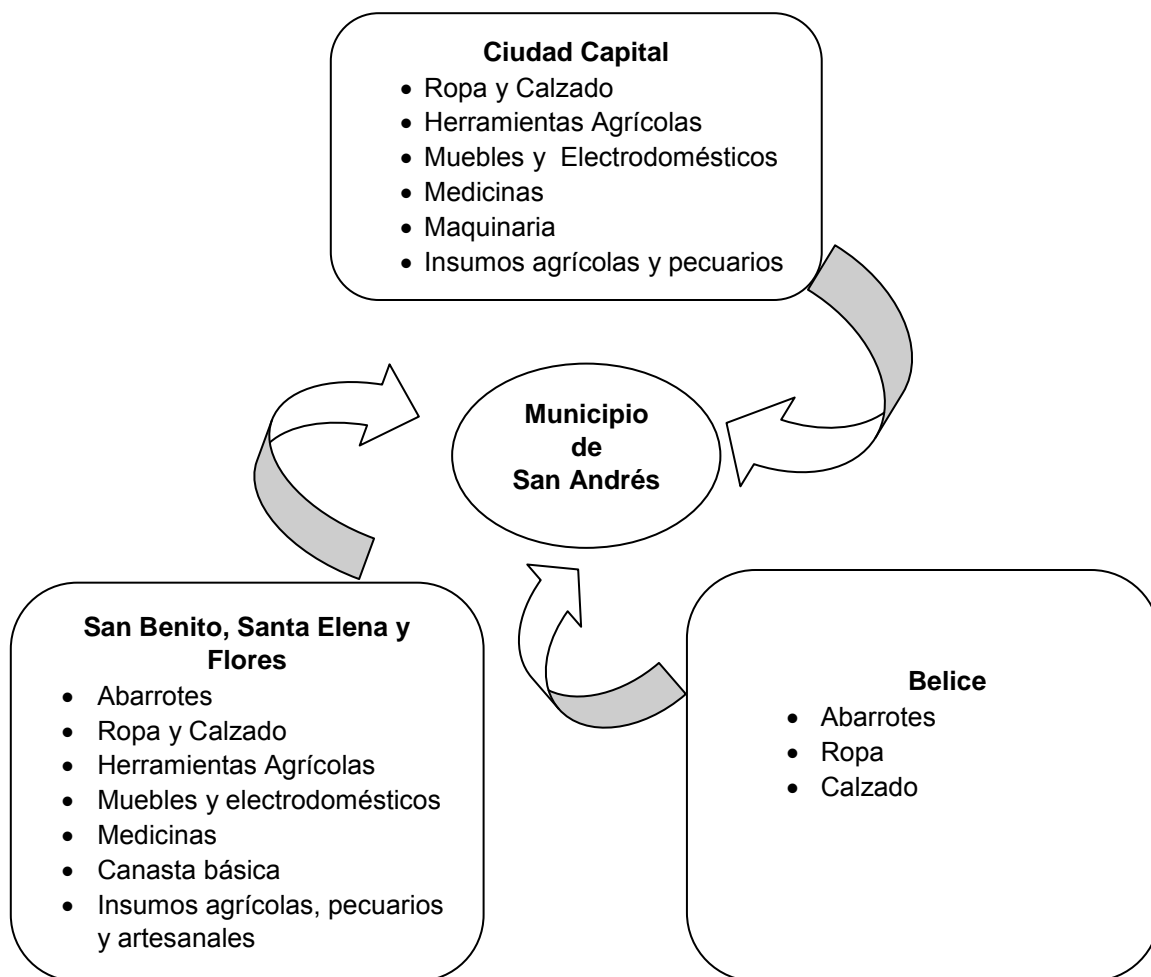 Ciudad Capital
• Ropa y Calzado
• Herramientas Agrícolas
• Muebles y Electrodomésticos
• Medicinas
• Maquinaria
• Insumos agrícolas y pecuarios
Municipio
de
San Andrés
San Benito, Santa Elena y
Flores
• Abarrotes
• Ropa y Calzado
• Herramientas Agrícolas
• Muebles y electrodomésticos
• Medicinas
• Canasta básica
• Insumos agrícolas, pecuarios
y artesanales
Belice
• Abarrotes
• Ropa
• Calzado